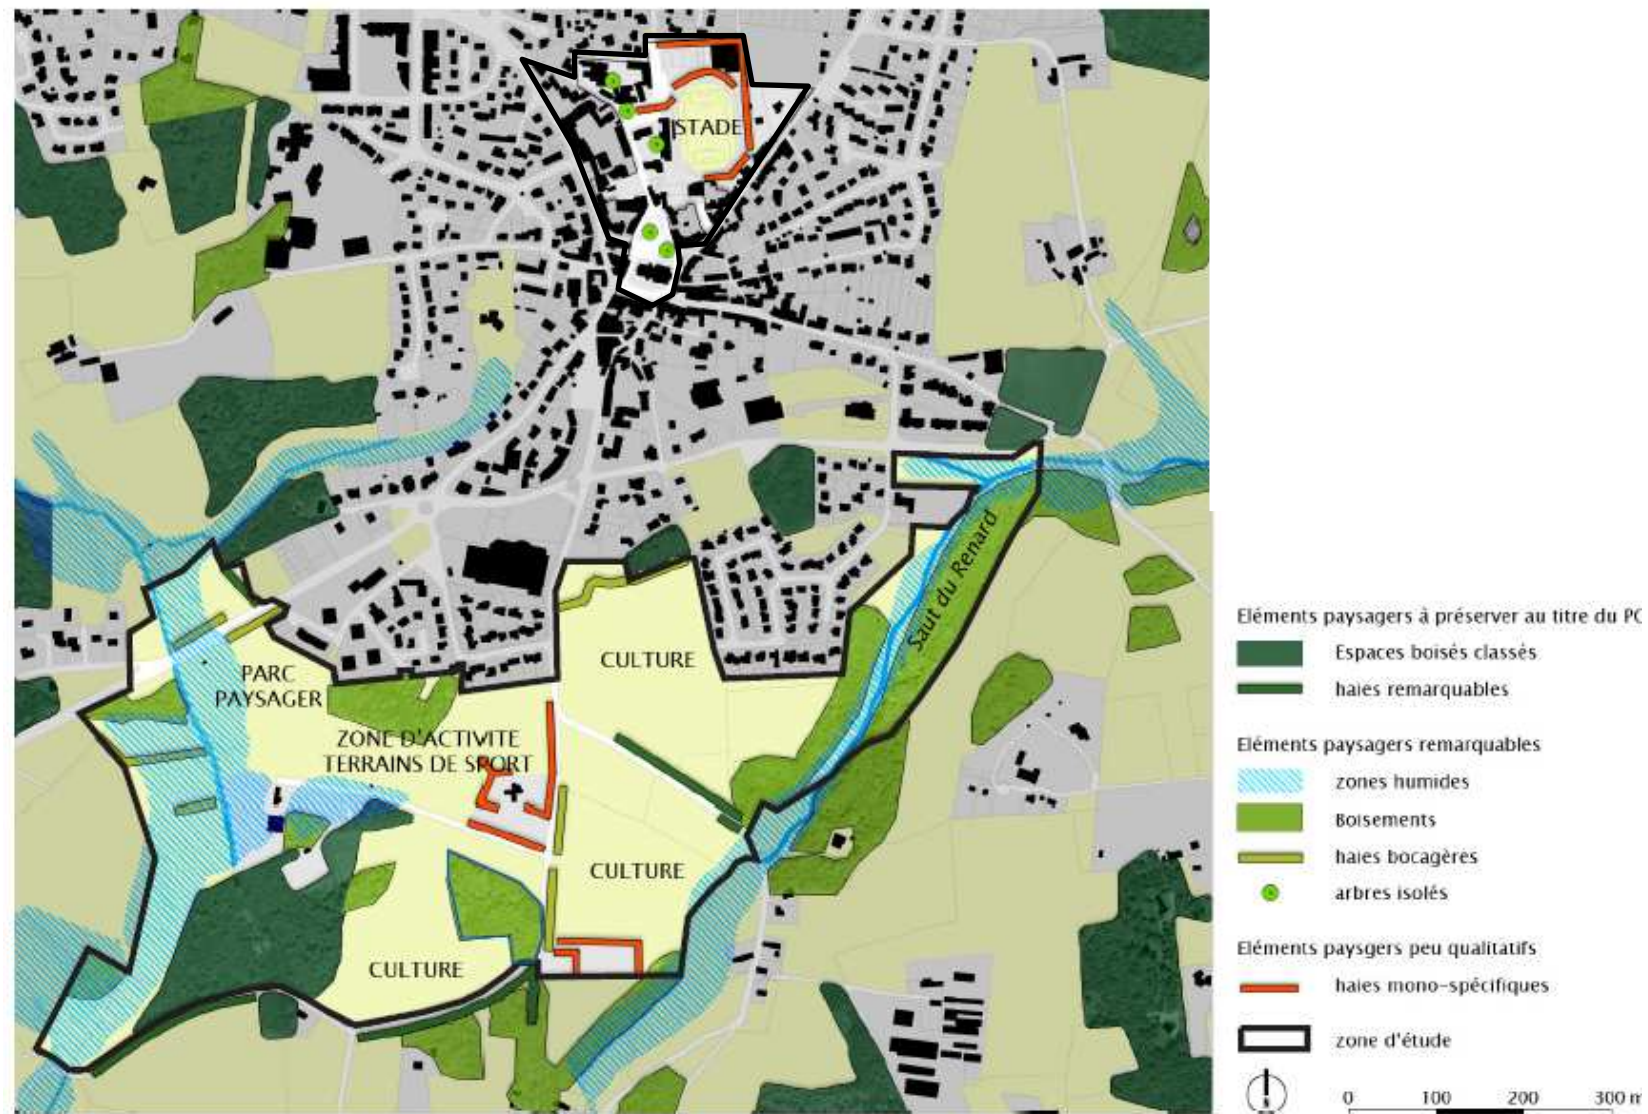 STADE
Saut du Renard
CULTURE
PARC
PAYSAGER
ZONE D'ACTIVITE
TERRAINS DE SPORT
CULTURE
CULTURE
Eléments paysagers à préserver au titre du PO
Espaces boisés classés
haies remarquables
Eléments paysagers remarquables
zones humides
Boisements
haies bocagères
arbres isolés
Eléments paysgers peu qualitatifs
haies mono-spécifiques
zone d'étude
0 100 200 300 m